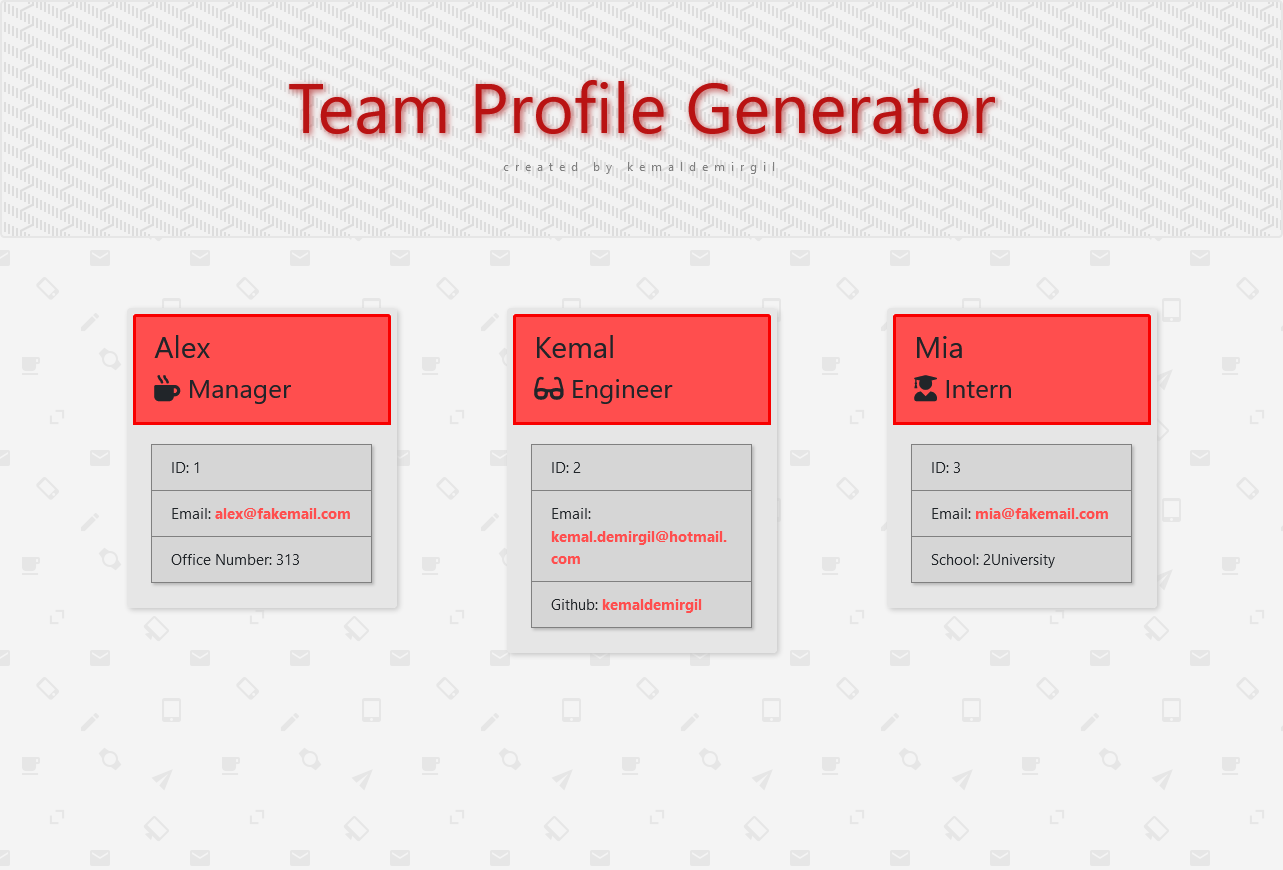 Team Profile Generator
created by kemaldemirgil
Alex
Manager
ID: 1
Email: alex@fakemail.com
Office Number: 313
Kemal
Engineer
ID: 2
Email:
kemal.demirgil@hotmail.
com
Github: kemaldemirgil
Mia
Intern
ID: 3
Email: mia@fakemail.com
School: 2University